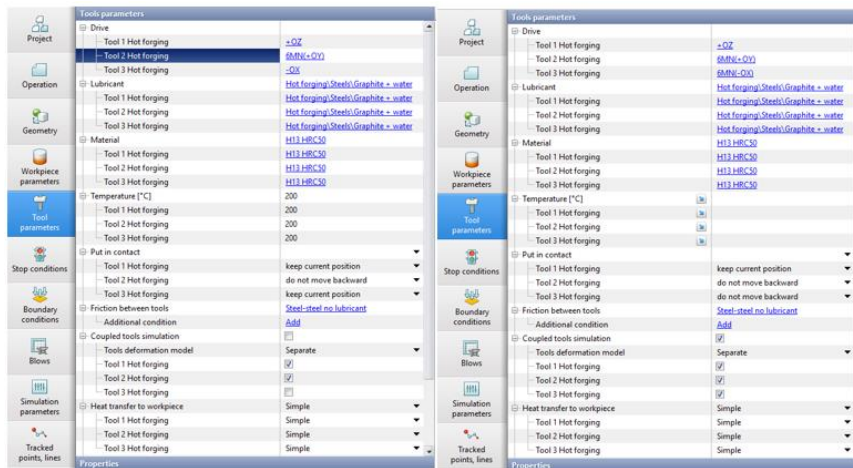 Tools parameters
Project
Operation
Geometry
Workpiece
parameters
Tool
parameters
Stop conditions
Boundary
conditions
Blows
Simulation
parameters
Tracked
points, lines
Drive
Tool 1 Hot forging +OZ
Tool 2 Hot forging 6MN(+OY)
Tool 3 Hot forging -OX
Lubricant Hot forging\Steels\Graphite + water
Tool 1 Hot forging Hot forging\Steels\Graphite + water
Tool 2 Hot forging Hot forging\Steels\Graphite + water
Tool 3 Hot forging Hot forging\Steels\Graphite + water
Material H13 HRC50
Tool 1 Hot forging H13 HRC50
Tool 2 Hot forging H13 HRC50
Tool 3 Hot forging H13 HRC50
Temperature [°C] 200
Tool 1 Hot forging 200
Tool 2 Hot forging 200
Tool 3 Hot forging 200
Put in contact
Tool 1 Hot forging keep current position
Tool 2 Hot forging do not move backward
Tool 3 Hot forging keep current position
Friction between tools Steel-steel no lubricant
Additional condition Add
Coupled tools simulation
Tools deformation model Separate
Tool 1 Hot forging
Tool 2 Hot forging
Tool 3 Hot forging
Heat transfer to workpiece Simple
Tool 1 Hot forging Simple
Tool 2 Hot forging Simple
Tool 3 Hot forging Simple
Properties
Tools parameters
Project
Operation
Geometry
Workpiece
parameters
Tool
parameters
Stop conditions
Boundary
conditions
Blows
Simulation
parameters
Tracked
points, lines
Drive
Tool 1 Hot forging +OZ
Tool 2 Hot forging 6MN(+OY)
Tool 3 Hot forging 6MN(-OX)
Lubricant Hot forging\Steels\Graphite + water
Tool 1 Hot forging Hot forging\Steels\Graphite + water
Tool 2 Hot forging Hot forging\Steels\Graphite + water
Tool 3 Hot forging Hot forging\Steels\Graphite + water
Material H13 HRC50
Tool 1 Hot forging H13 HRC50
Tool 2 Hot forging H13 HRC50
Tool 3 Hot forging H13 HRC50
Temperature [°C]
Tool 1 Hot forging
Tool 2 Hot forging
Tool 3 Hot forging
Put in contact
Tool 1 Hot forging keep current position
Tool 2 Hot forging do not move backward
Tool 3 Hot forging do not move backward
Friction between tools Steel-steel no lubricant
Additional condition Add
Coupled tools simulation
Tools deformation model Separate
Tool 1 Hot forging
Tool 2 Hot forging
Tool 3 Hot forging
Heat transfer to workpiece Simple
Tool 1 Hot forging Simple
Tool 2 Hot forging Simple
Tool 3 Hot forging Simple
Properties